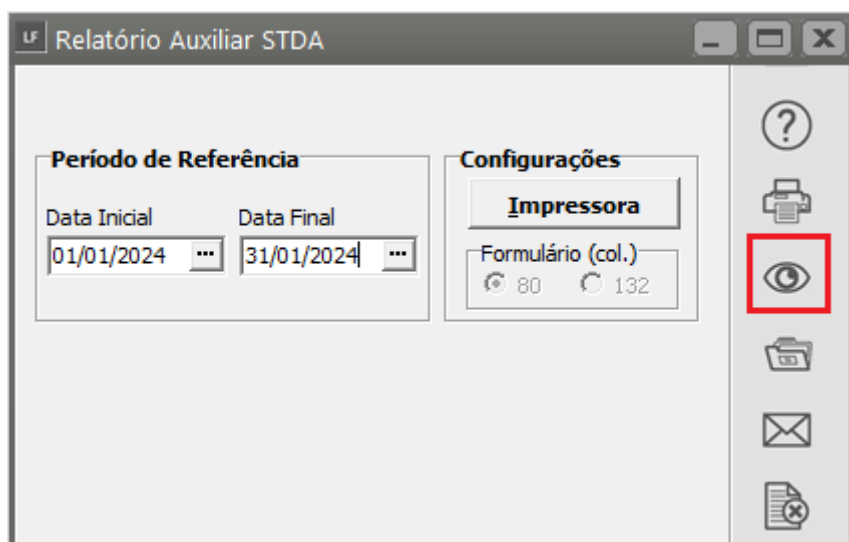 LF Relatório Auxiliar STDA
Período de Referência
Data Inicial Data Final
01/01/2024 ... 31/01/2024 ...
Configurações
Impressora
Formulário (col.)
80 132
?